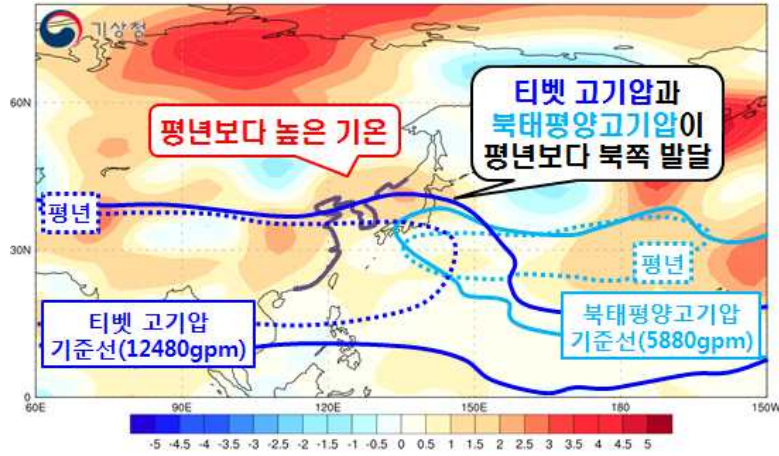 기상청
티벳 고기압과
북태평양고기압이
평년보다 북쪽 발달
평년보다 높은 기온
60N
30N
0
평년
평년
티벳 고기압
기준선(12480gpm)
북태평양고기압
기준선(5880gpm)
60E 90E 120E 150E 180 150W
-5 -4.5 -4 -3.5 -3 -2.5 -2 -1.5 -1 -0.5 0 0.5 1 1.5 2 2.5 3 3.5 4 4.5 5